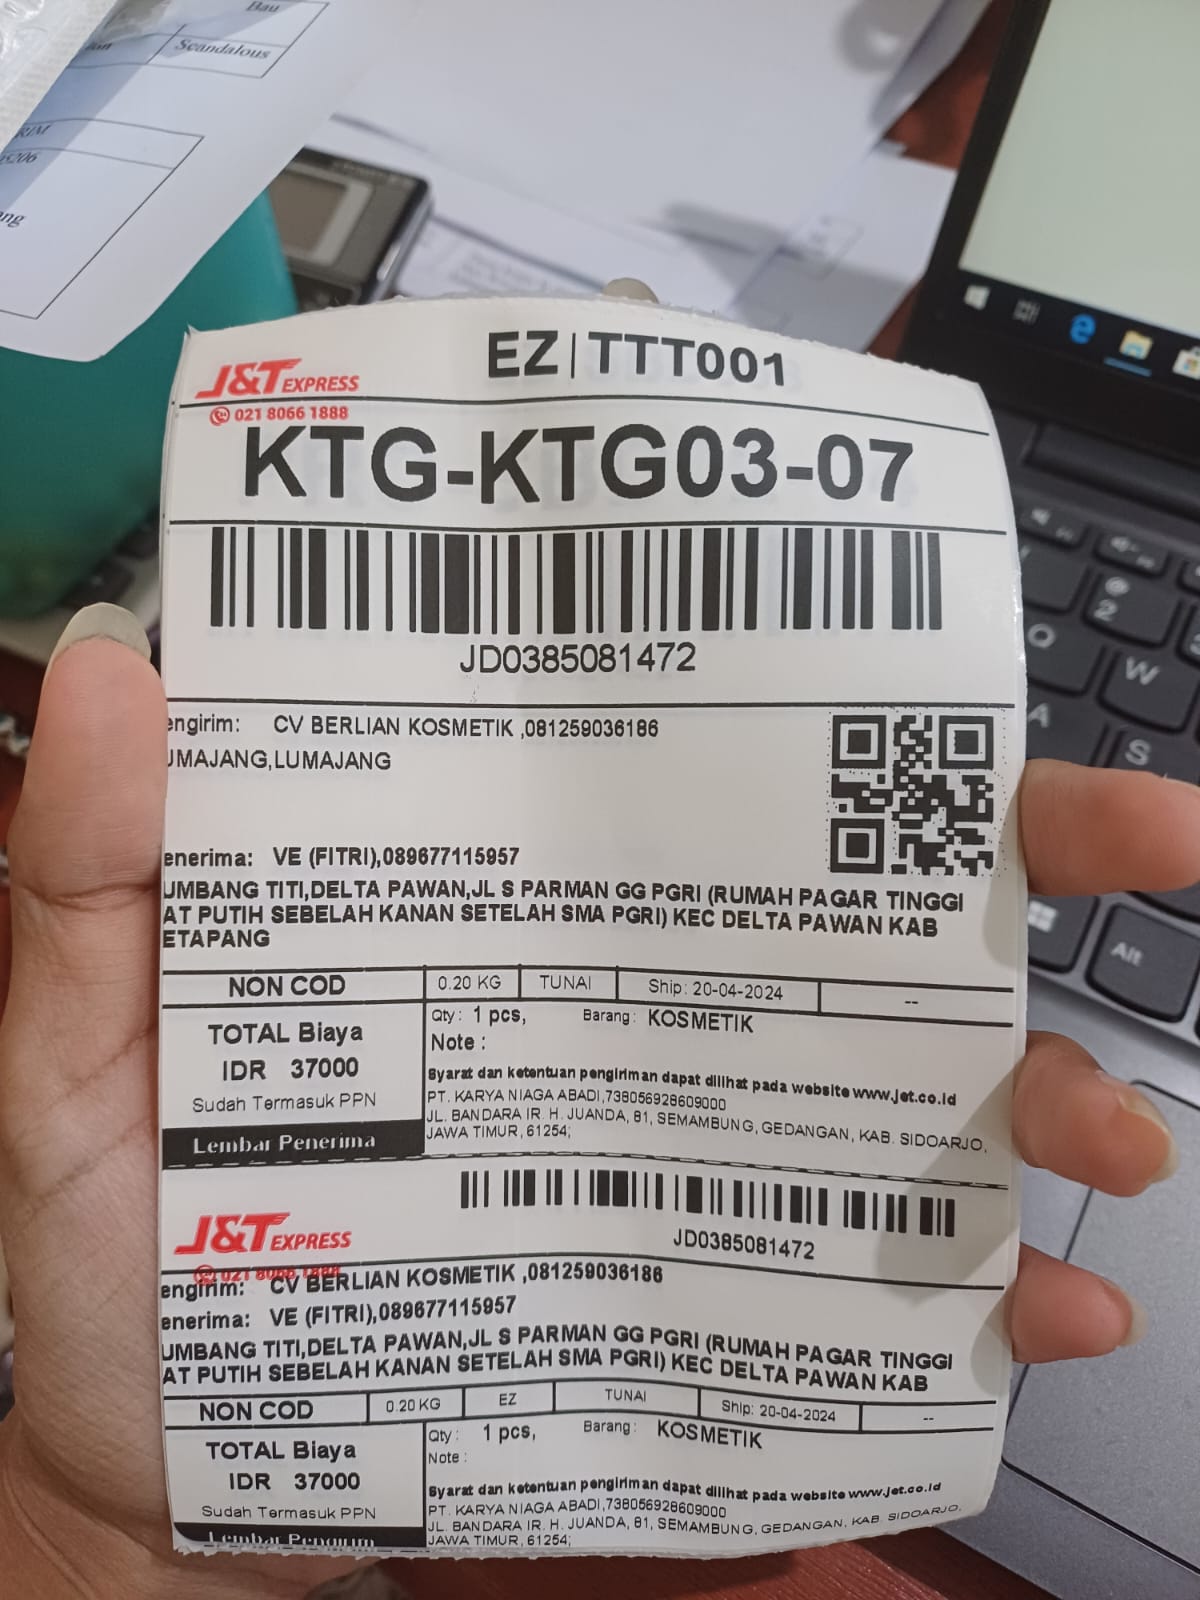 Bau
Scandalous
RIM
ang
EZ|TTT001
J&T EXPRESS
021 8066 1888
KTG-KTG03-07
JD0385081472
engirim: CV BERLIAN KOSMETIK ,081259036186
UMAJANG,LUMAJANG
enerima: VE (FITRI),089677115957
UMBANG TITI,DELTA PAWAN,JL S PARMAN GG PGRI (RUMAH PAGAR TINGGI
AT PUTIH SEBELAH KANAN SETELAH SMA PGRI) KEC DELTA PAWAN KAB
ETAPANG
NON COD 0.20 KG TUNAI Ship: 20-04-2024 --
TOTAL Biaya
IDR 37000
Sudah Termasuk PPN
Lembar Penerima
Qty : 1 pcs, Barang : KOSMETIK
Note :
Syarat dan ketentuan pengiriman dapat dilihat pada website www.jet.co.id
PT. KARYA NIAGA ABADI,738056928609000
JL. BANDARA IR. H. JUANDA, 81, SEMAMBUNG, GEDANGAN, KAB. SIDOARJO,
JAWA TIMUR, 61254;
J&T EXPRESS
021 8066 1888
JD0385081472
engirim: CV BERLIAN KOSMETIK ,081259036186
enerima: VE (FITRI),089677115957
UMBANG TITI,DELTA PAWAN,JL S PARMAN GG PGRI (RUMAH PAGAR TINGGI
AT PUTIH SEBELAH KANAN SETELAH SMA PGRI) KEC DELTA PAWAN KAB
NON COD 0.20 KG EZ TUNAI Ship: 20-04-2024 --
TOTAL Biaya
IDR 37000
Sudah Termasuk PPN
Lembar Pengirim
Qty : 1 pcs, Barang : KOSMETIK
Note :
Syarat dan ketentuan pengiriman dapat dilihat pada website www.jet.co.id
PT. KARYA NIAGA ABADI,738056928609000
JL. BANDARA IR. H. JUANDA, 81, SEMAMBUNG, GEDANGAN, KAB. SIDOARJO,
JAWA TIMUR, 61254;
2
Q
W
A
S
Alt